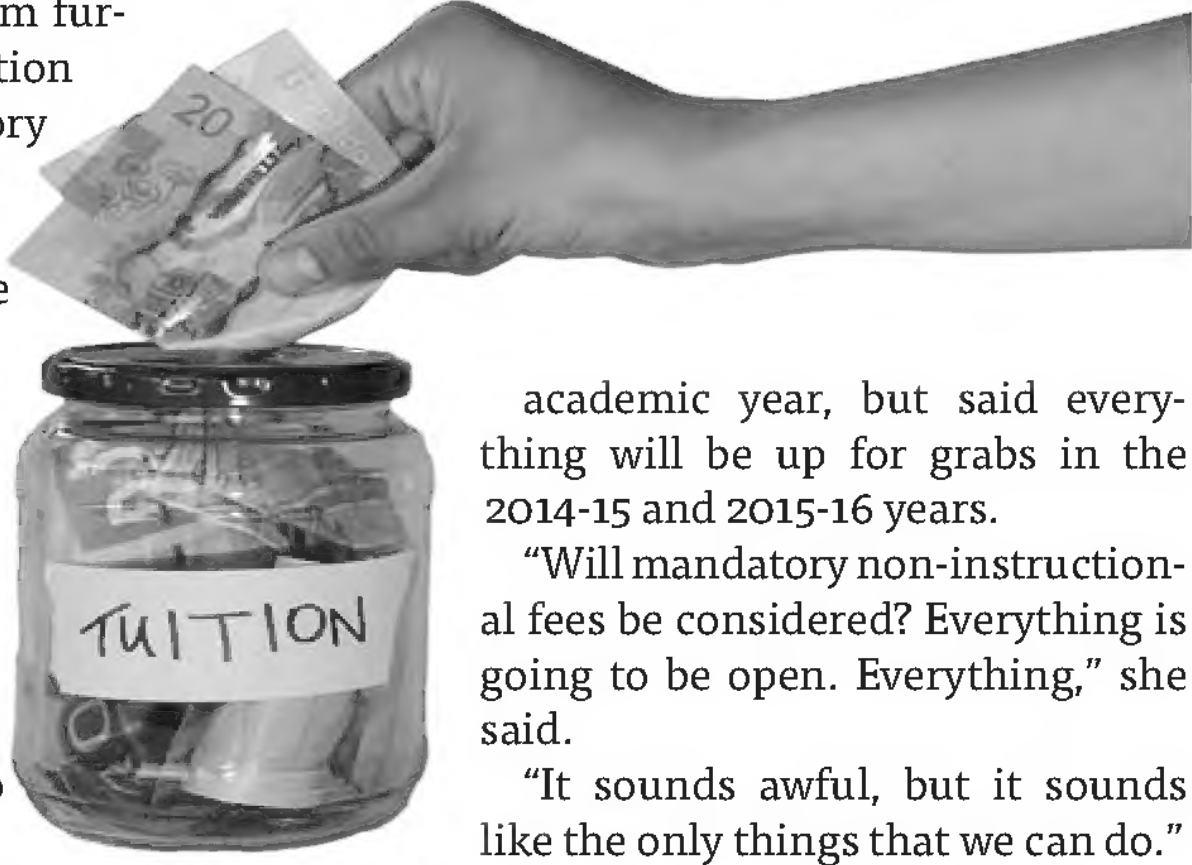 m fur-
tion
ory
e
20
TUITION
academic year, but said every-
thing will be up for grabs in the
2014-15 and 2015-16 years.
“Will mandatory non-instruction-
al fees be considered? Everything is
going to be open. Everything,” she
said.
“It sounds awful, but it sounds
like the only things that we can do.”